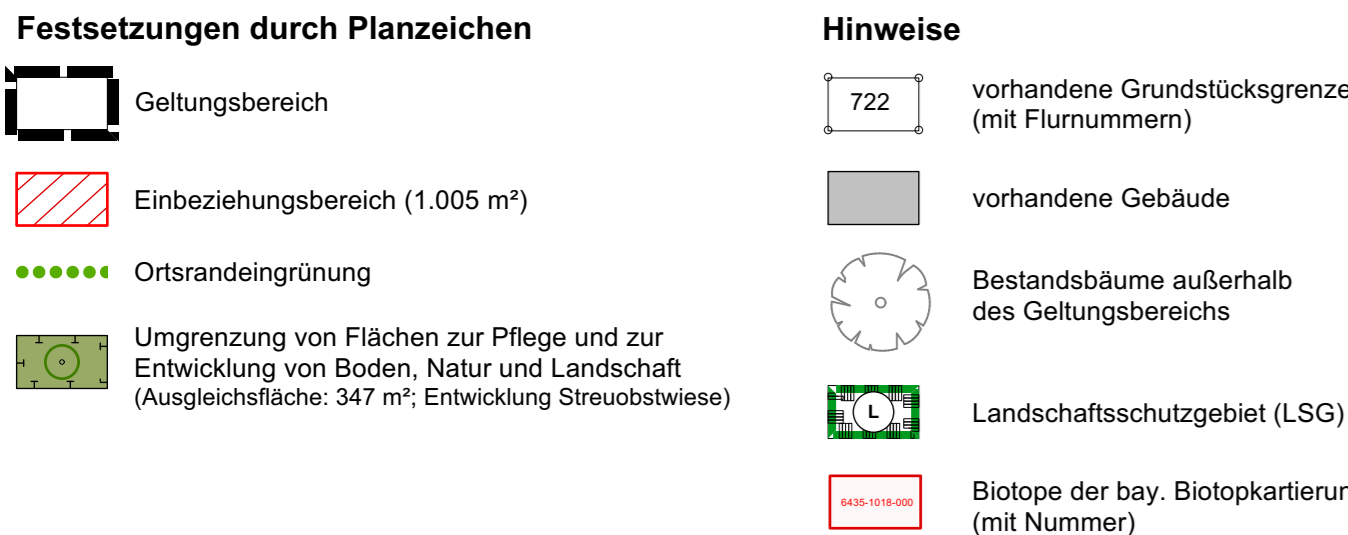 Festsetzungen durch Planzeichen
Geltungsbereich
Einbeziehungsbereich (1.005 m²)
Ortsrandeingrünung
Umgrenzung von Flächen zur Pflege und zur
Entwicklung von Boden, Natur und Landschaft
(Ausgleichsfläche: 347 m²; Entwicklung Streuobstwiese)
Hinweise
722
vorhandene Grundstücksgrenze
(mit Flurnummern)
vorhandene Gebäude
Bestandsbäume außerhalb
des Geltungsbereichs
L
Landschaftsschutzgebiet (LSG)
6435-1018-000
Biotope der bay. Biotopkartierun
(mit Nummer)